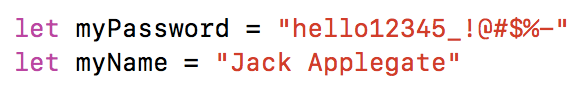 let myPassword = "hello12345_!@#$%-"
let myName = "Jack Applegate"